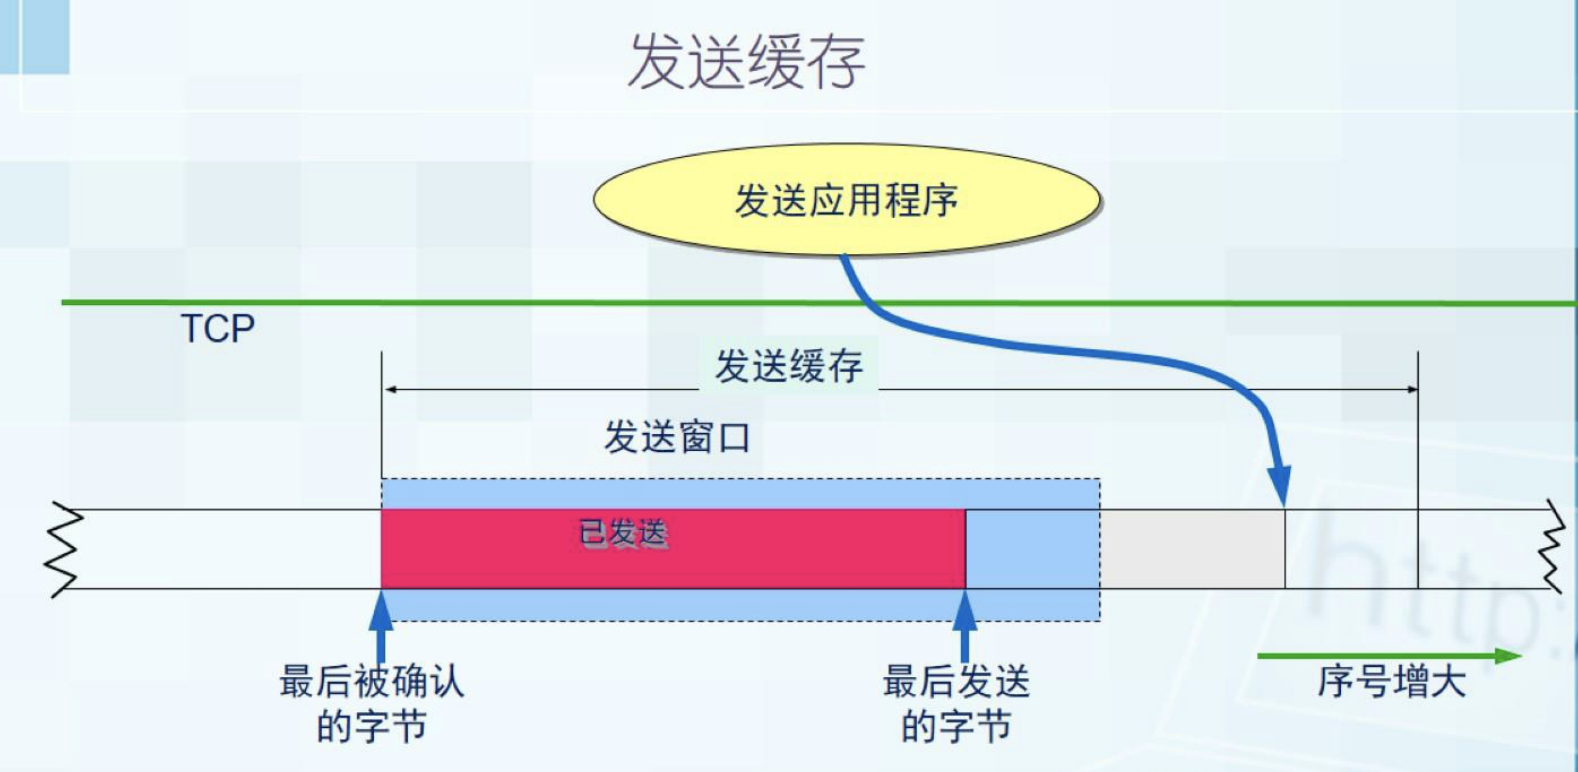 发送缓存
发送应用程序
TCP
发送缓存
发送窗口
已发送
最后被确认
的字节
最后发送
的字节
序号增大
http: